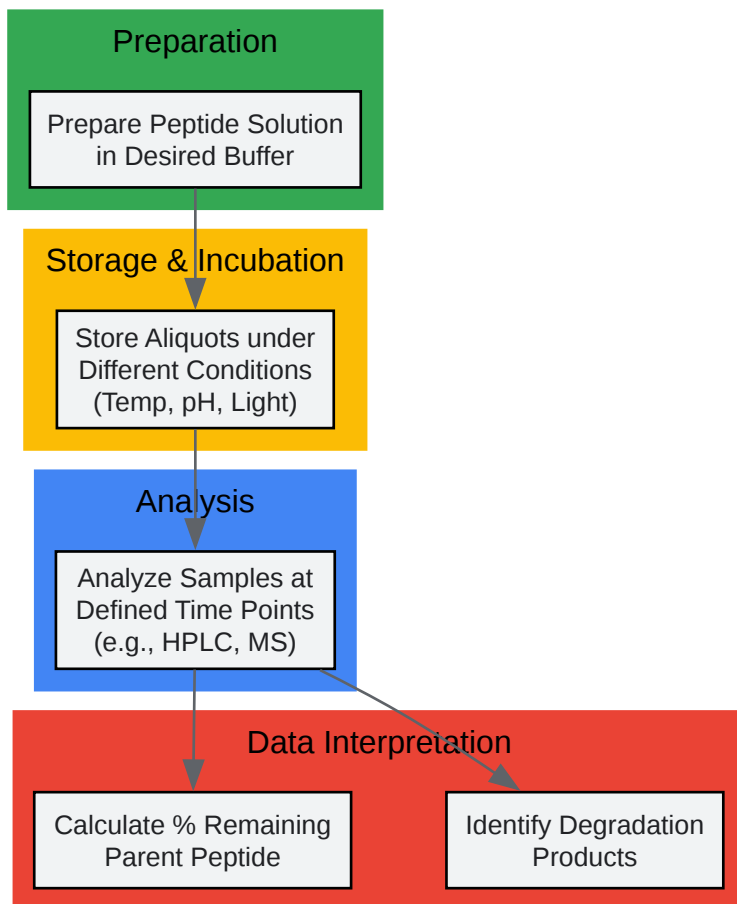 Preparation
Prepare Peptide Solution
in Desired Buffer
Storage & Incubation
Store Aliquots under
Different Conditions
(Temp, pH, Light)
Analysis
Analyze Samples at
Defined Time Points
(e.g., HPLC, MS)
Data Interpretation
Calculate % Remaining
Parent Peptide
Identify Degradation
Products